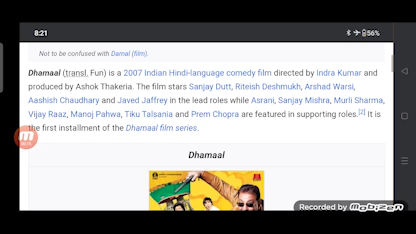 8:21
56%
Not to be confused with Damal (film).
Dhamaal (transl. Fun) is a 2007 Indian Hindi-language comedy film directed by Indra Kumar and
produced by Ashok Thakeria. The film stars Sanjay Dutt, Riteish Deshmukh, Arshad Warsi,
Aashish Chaudhary and Javed Jaffrey in the lead roles while Asrani, Sanjay Mishra, Murli Sharma,
Vijay Raaz, Manoj Pahwa, Tiku Talsania and Prem Chopra are featured in supporting roles.[2] It is
the first installment of the Dhamaal film series.
Dhamaal
Recorded by Mobizen